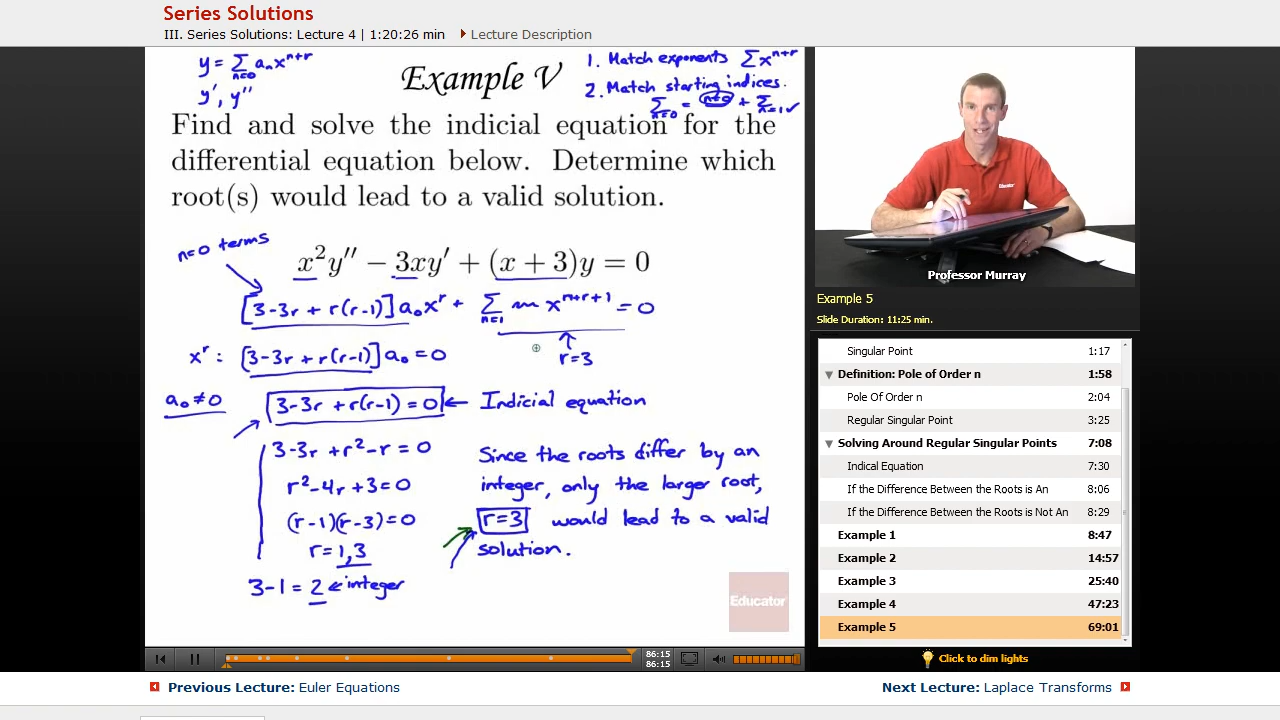 Series Solutions
III. Series Solutions: Lecture 4 | 1:20:26 min Lecture Description
y = Σ n=0 aₙxⁿ⁺ʳ
y', y''
Example V
1. Match exponents Σxⁿ⁺ʳ
2. Match starting indices.
Σ n=0 = n=0 + Σ n=1 ✓
Find and solve the indicial equation for the
differential equation below. Determine which
root(s) would lead to a valid solution.
n=0 terms
x²y'' − 3xy' + (x + 3)y = 0
[3-3r + r(r-1)]a₀xʳ + Σ n=1 xⁿ⁺ʳ⁺¹ = 0
xʳ: [3-3r + r(r-1)]a₀ = 0
r=3
a₀≠0
3-3r + r(r-1) = 0 ← Indicial equation
3-3r + r²-r = 0
r²-4r+3=0
(r-1)(r-3)=0
r=1,3
3-1 = 2 ← integer
Since the roots differ by an
integer, only the larger root,
r=3 would lead to a valid
solution.
Educator
Educator
Professor Murray
Example 5
Slide Duration: 11:25 min.
Singular Point 1:17
Definition: Pole of Order n 1:58
Pole Of Order n 2:04
Regular Singular Point 3:25
Solving Around Regular Singular Points 7:08
Indical Equation 7:30
If the Difference Between the Roots is An 8:06
If the Difference Between the Roots is Not An 8:29
Example 1 8:47
Example 2 14:57
Example 3 25:40
Example 4 47:23
Example 5 69:01
86:15
86:15
Click to dim lights
Previous Lecture: Euler Equations
Next Lecture: Laplace Transforms